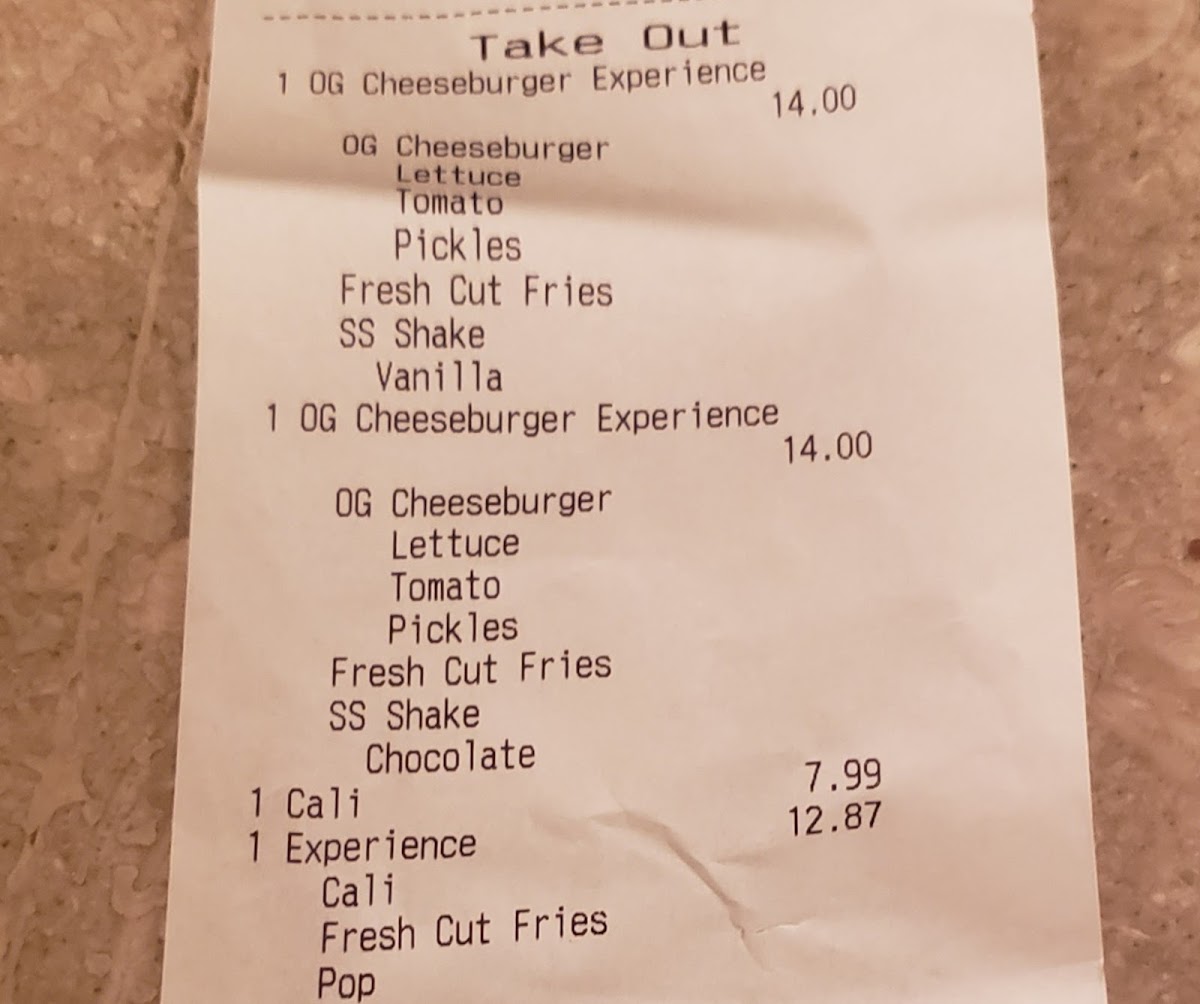 Take Out
1 OG Cheeseburger Experience
14.00
OG Cheeseburger
Lettuce
Tomato
Pickles
Fresh Cut Fries
SS Shake
Vanilla
1 OG Cheeseburger Experience
14.00
OG Cheeseburger
Lettuce
Tomato
Pickles
Fresh Cut Fries
SS Shake
Chocolate
1 Cali 7.99
1 Experience 12.87
Cali
Fresh Cut Fries
Pop